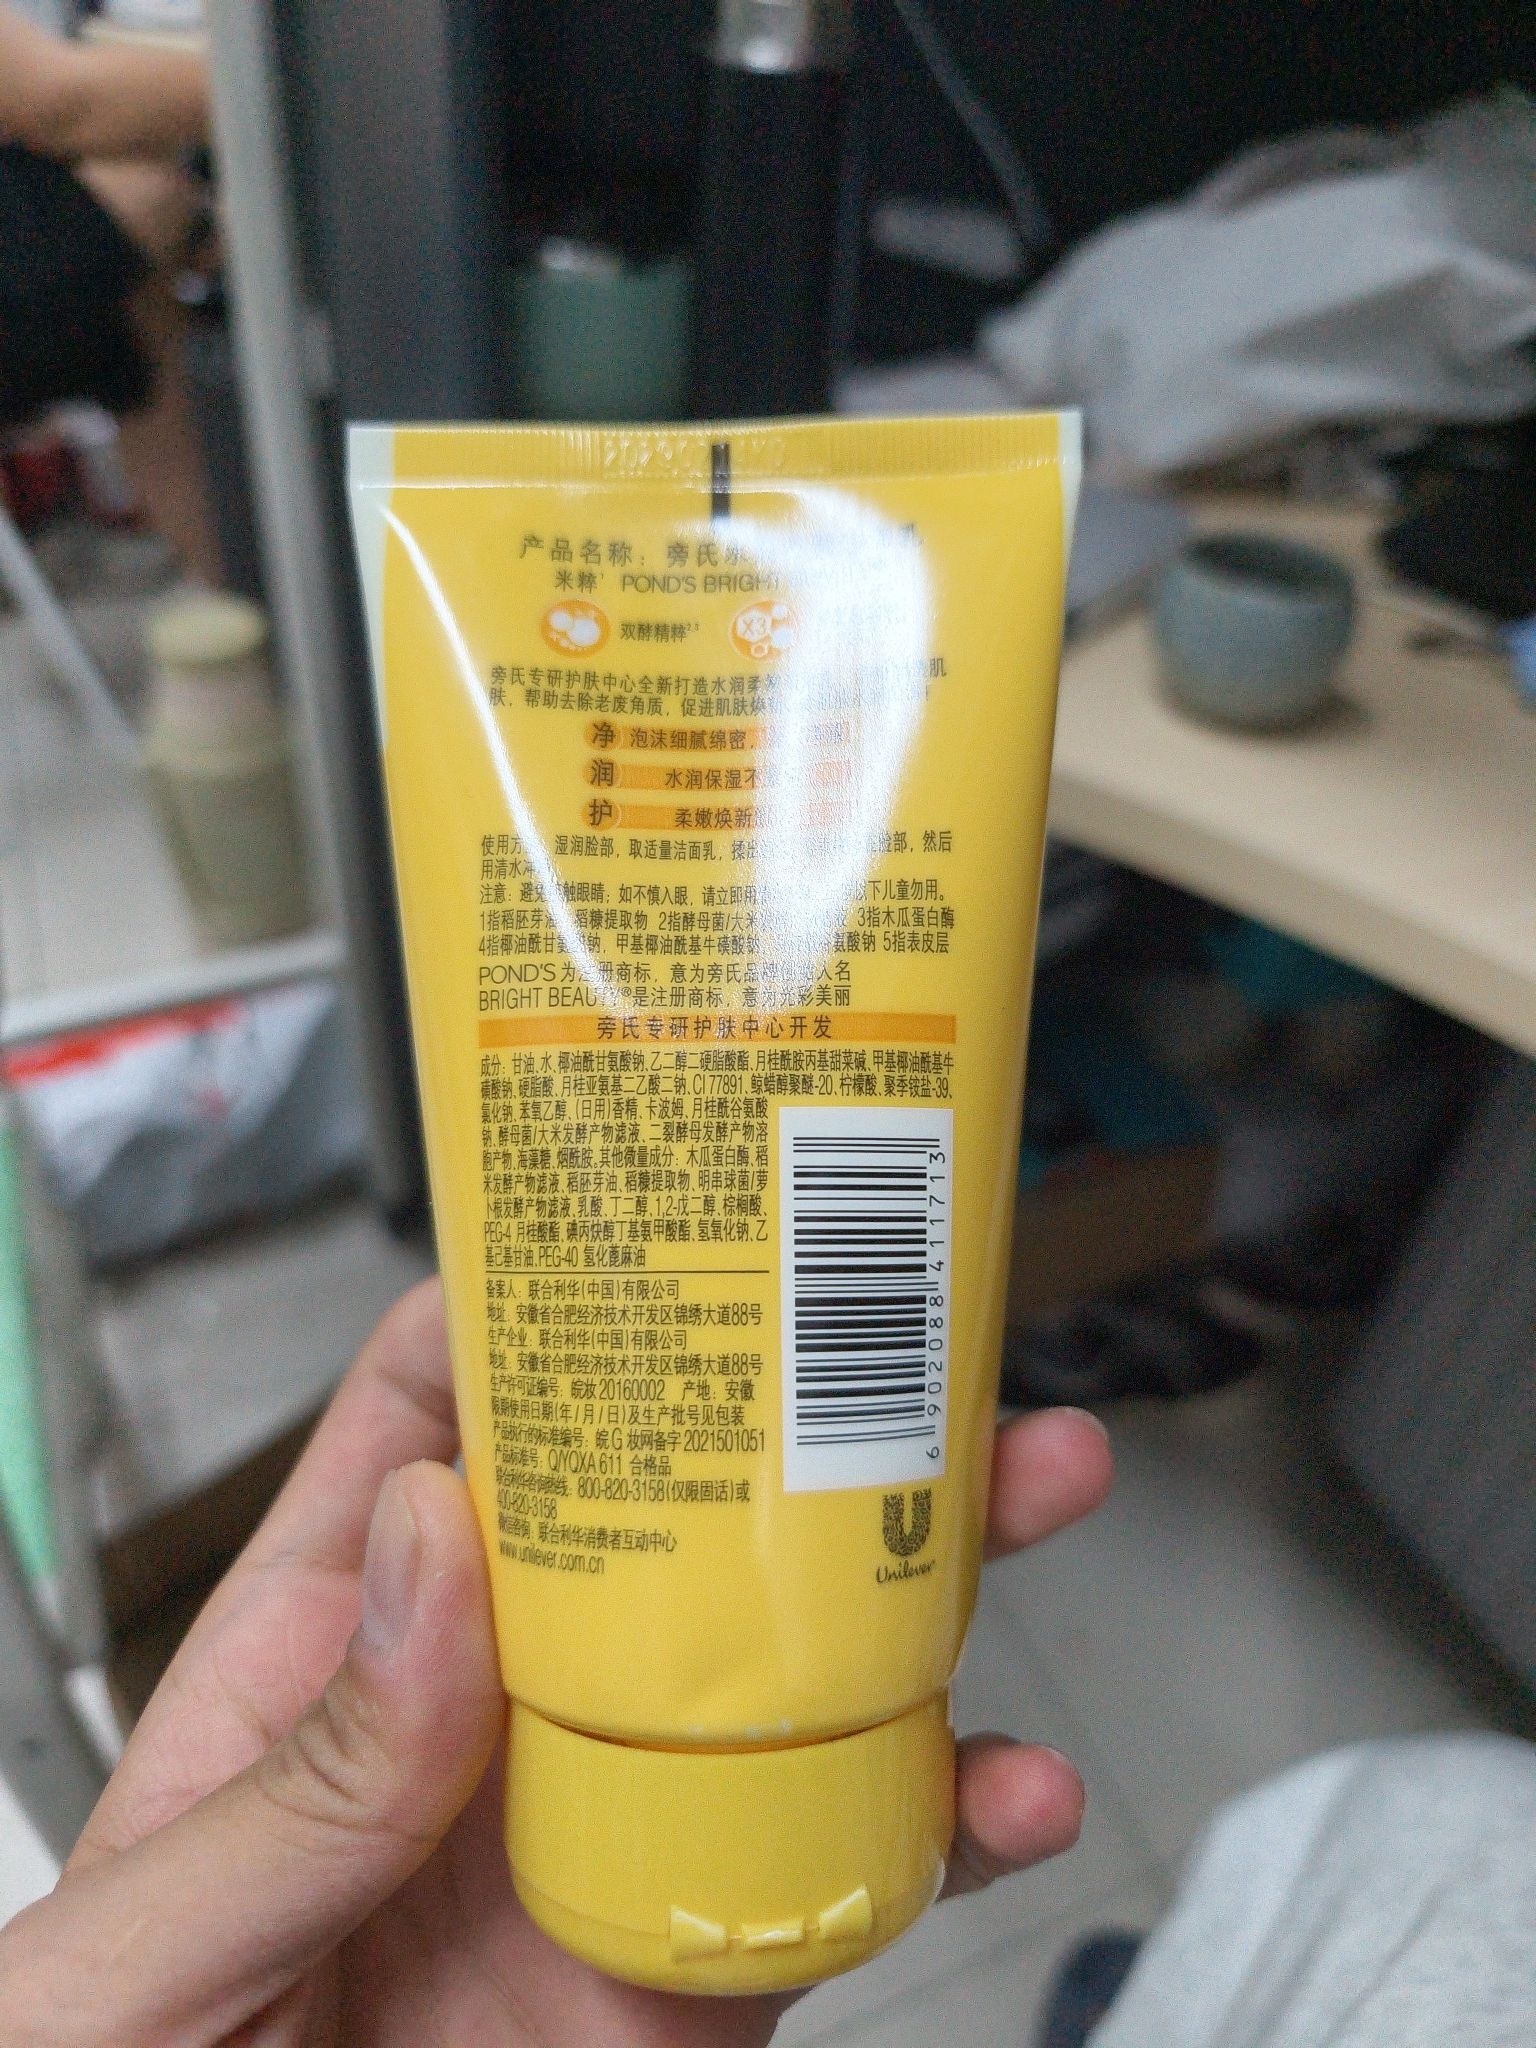 产品名称：旁氏
米粹¹ POND'S BRIGHT
双酵精粹²·³
X3
旁氏专研护肤中心全新打造水润柔 肌
肤，帮助去除老废角质，促进肌肤焕
净 泡沫细腻绵密，
润 水润保湿不
护 柔嫩焕新
使用方 湿润脸部，取适量洁面乳，揉出 脸部，然后
用清水冲
注意：避免 触眼睛；如不慎入眼，请立即用 以下儿童勿用。
1指稻胚芽油 稻糠提取物 2指酵母菌/大米发 液 3指木瓜蛋白酶
4指椰油酰甘氨酸钠，甲基椰油酰基牛磺酸钠， 氨酸钠 5指表皮层
POND'S 为注册商标，意为旁氏品牌创始人名
BRIGHT BEAUTY®是注册商标，意为光彩美丽
旁氏专研护肤中心开发
成分：甘油、水、椰油酰甘氨酸钠、乙二醇二硬脂酸酯、月桂酰胺丙基甜菜碱、甲基椰油酰基牛
磺酸钠、硬脂酸、月桂亚氨基二乙酸二钠、CI 77891、鲸蜡醇聚醚-20、柠檬酸、聚季铵盐-39、
氯化钠、苯氧乙醇、(日用)香精、卡波姆、月桂酰谷氨酸
钠、酵母菌/大米发酵产物滤液、二裂酵母发酵产物溶
胞产物、海藻糖、烟酰胺。其他微量成分：木瓜蛋白酶、稻
米发酵产物滤液、稻胚芽油、稻糠提取物、明串球菌/萝
卜根发酵产物滤液、乳酸、丁二醇、1,2-戊二醇、棕榈酸、
PEG-4 月桂酸酯、碘丙炔醇丁基氨甲酸酯、氢氧化钠、乙
基己基甘油、PEG-40 氢化蓖麻油
备案人：联合利华(中国)有限公司
地址：安徽省合肥经济技术开发区锦绣大道88号
生产企业：联合利华(中国)有限公司
地址：安徽省合肥经济技术开发区锦绣大道88号
生产许可证编号：皖妆20160002 产地：安徽
限期使用日期(年/月/日)及生产批号见包装
产品执行的标准编号：皖G妆网备字2021501051
产品标准号：Q/YQXA 611 合格品
联合利华咨询热线：800-820-3158(仅限固话)或
400-820-3158
微信咨询：联合利华消费者互动中心
www.unilever.com.cn
6 902088 411713
Unilever